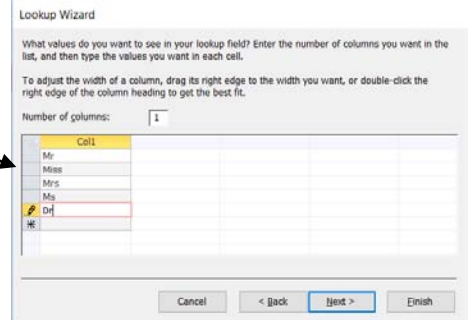 Lookup Wizard
What values do you want to see in your lookup field? Enter the number of columns you want in the
list, and then type the values you want in each cell.
To adjust the width of a column, drag its right edge to the width you want, or double-click the
right edge of the column heading to get the best fit.
Number of columns: 1
Col1
Mr
Miss
Mrs
Ms
Dr
Cancel < Back Next > Finish